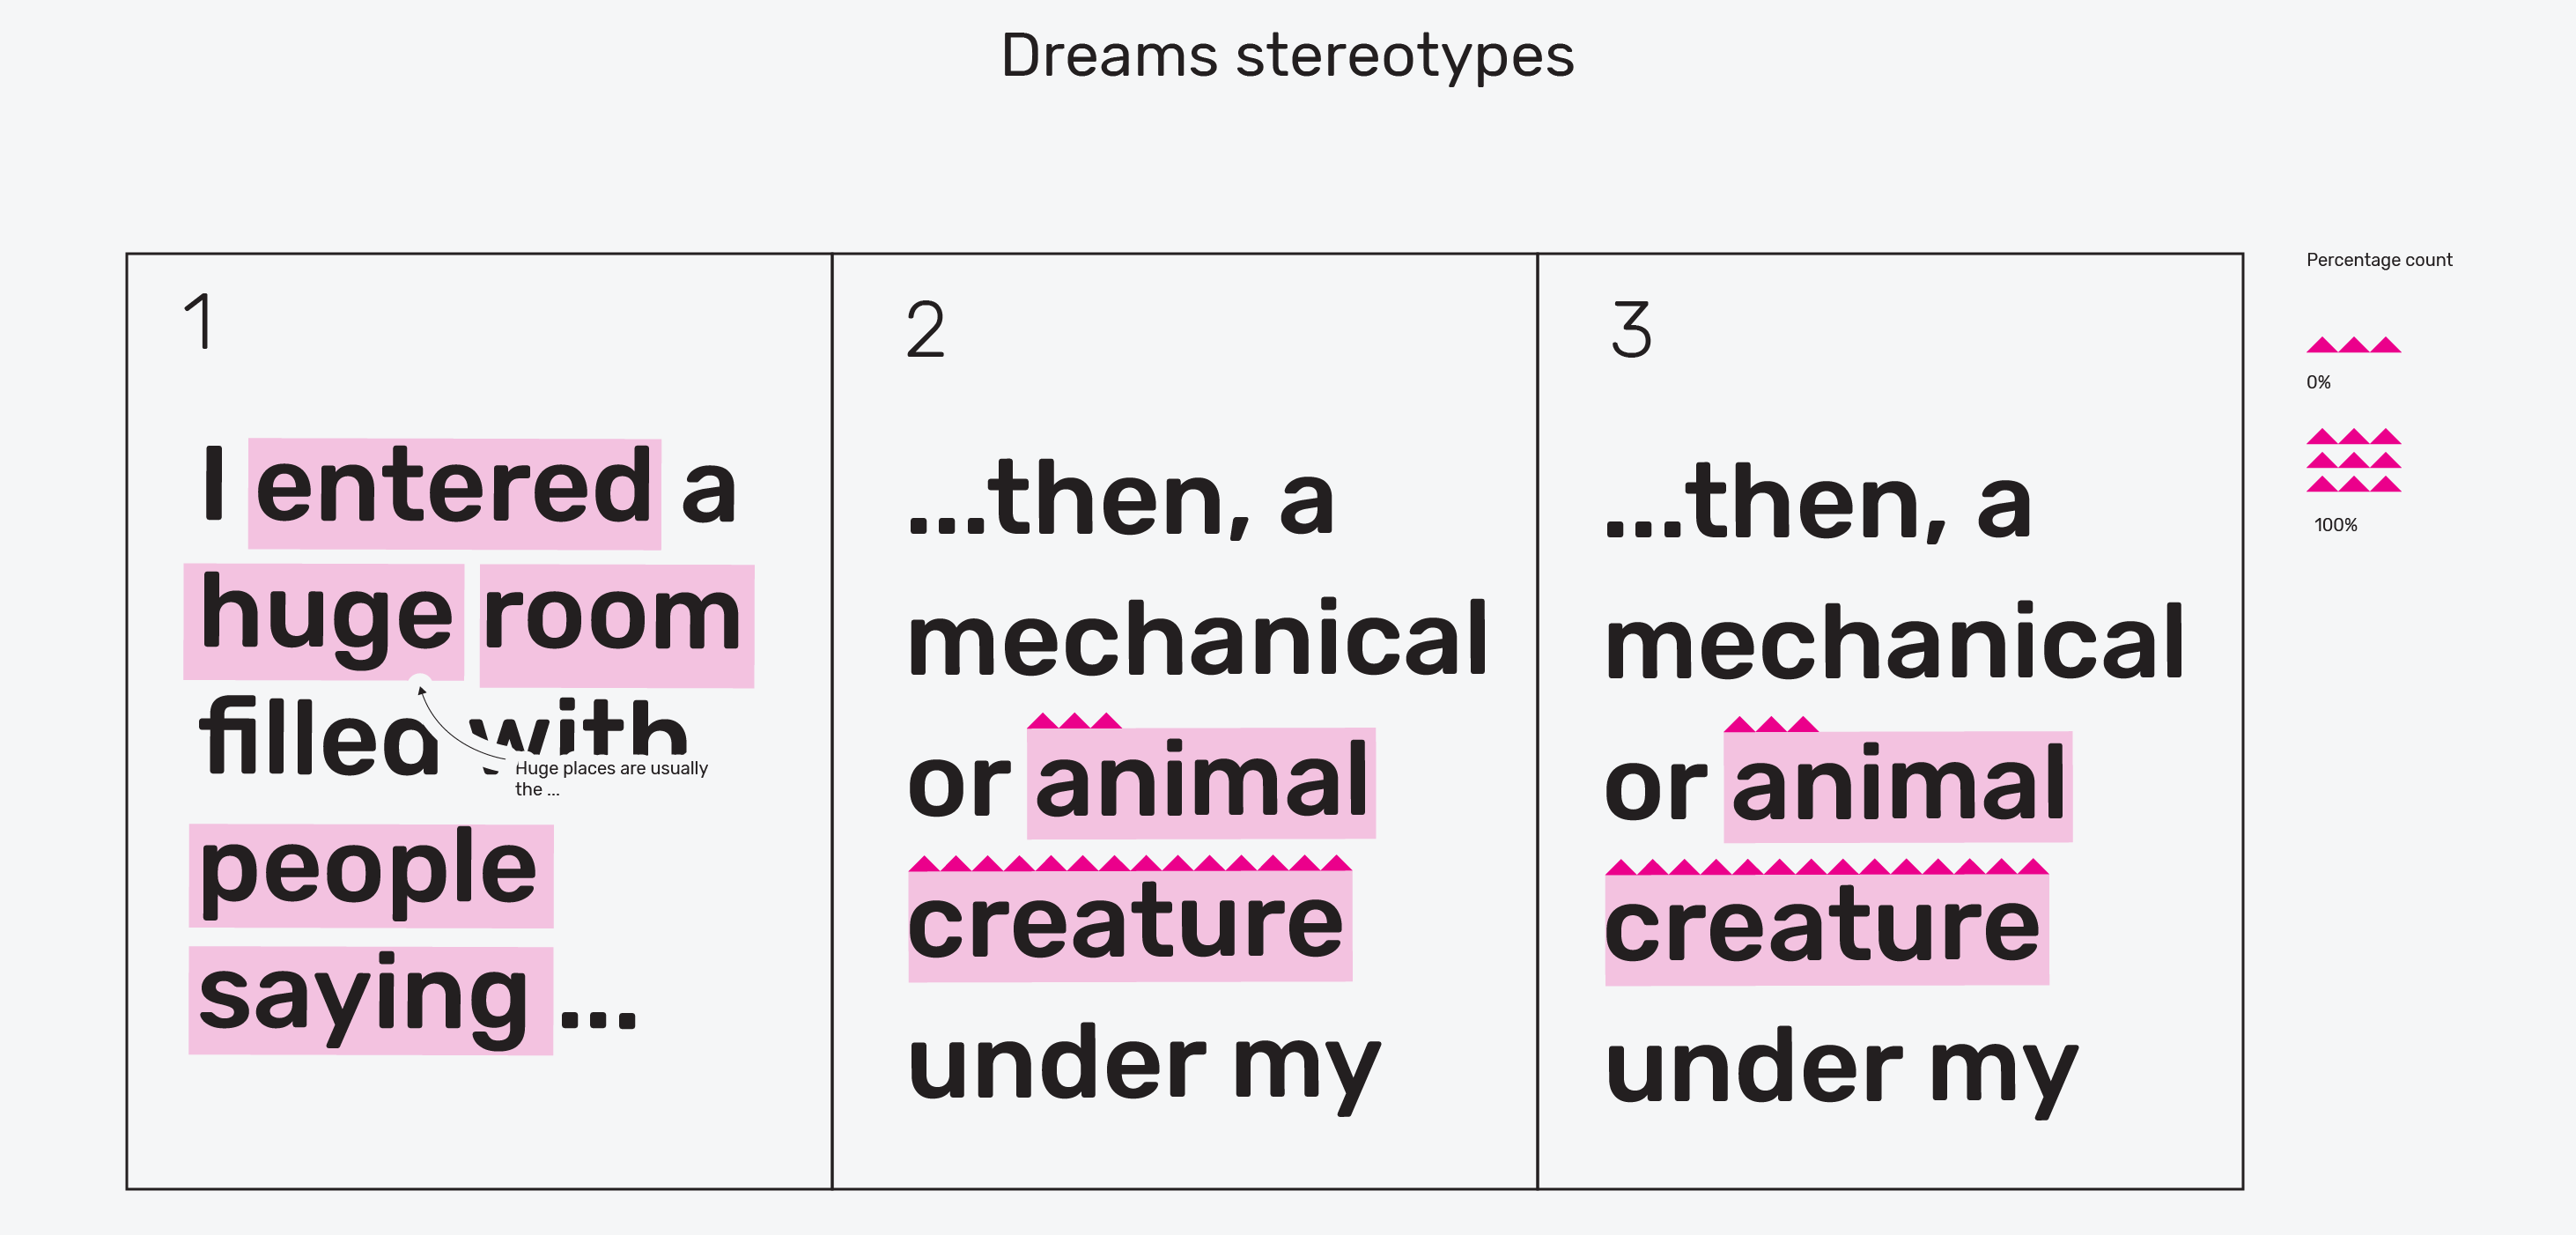 Dreams stereotypes
1
I entered a
huge room
filled with
Huge places are usually
the ...
people
saying ...
2
...then, a
mechanical
or animal
creature
under my
3
...then, a
mechanical
or animal
creature
under my
Percentage count
0%
100%